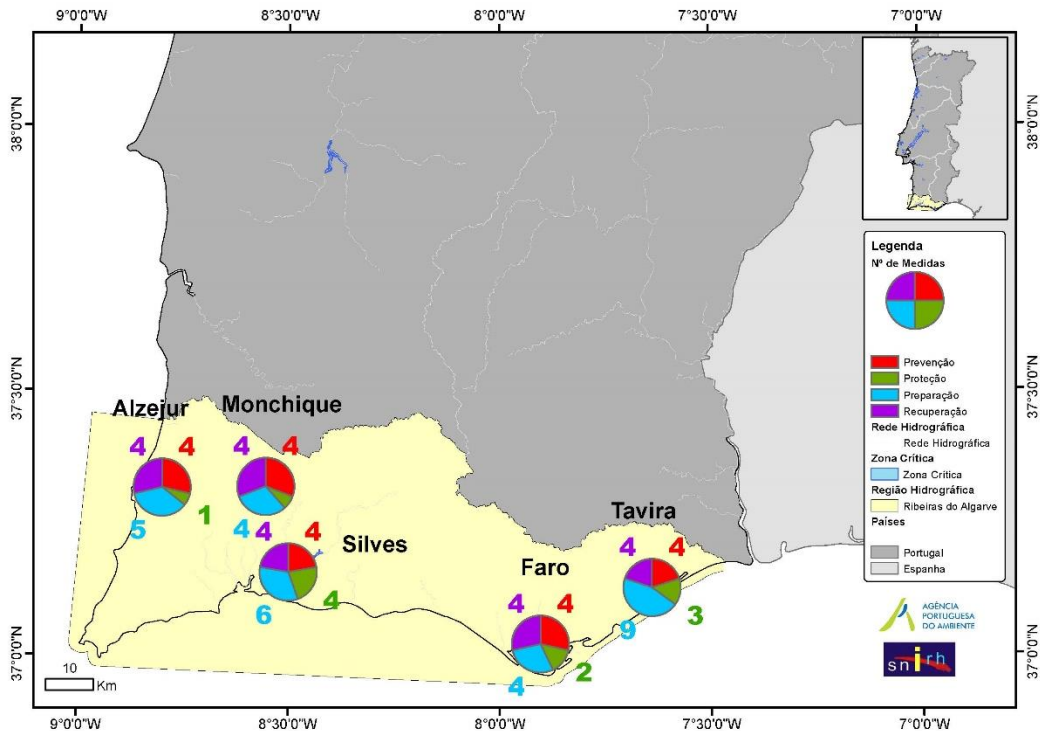 9°0'0"W 8°30'0"W 8°0'0"W 7°30'0"W 7°0'0"W
38°0'0"N
38°0'0"N
37°30'0"N
37°30'0"N
37°0'0"N
37°0'0"N
Alzejur
4 4
5 1
Monchique
4 4
4
Silves
4 4
6 4
Faro
4 4
4 2
Tavira
4 4
9 3
10
Km
Legenda
Nº de Medidas
Prevenção
Proteção
Preparação
Recuperação
Rede Hidrográfica
Rede Hidrográfica
Zona Crítica
Zona Crítica
Região Hidrográfica
Ribeiras do Algarve
Países
Portugal
Espanha
AGÊNCIA
PORTUGUESA
DO AMBIENTE
snirh
9°0'0"W 8°30'0"W 8°0'0"W 7°30'0"W 7°0'0"W